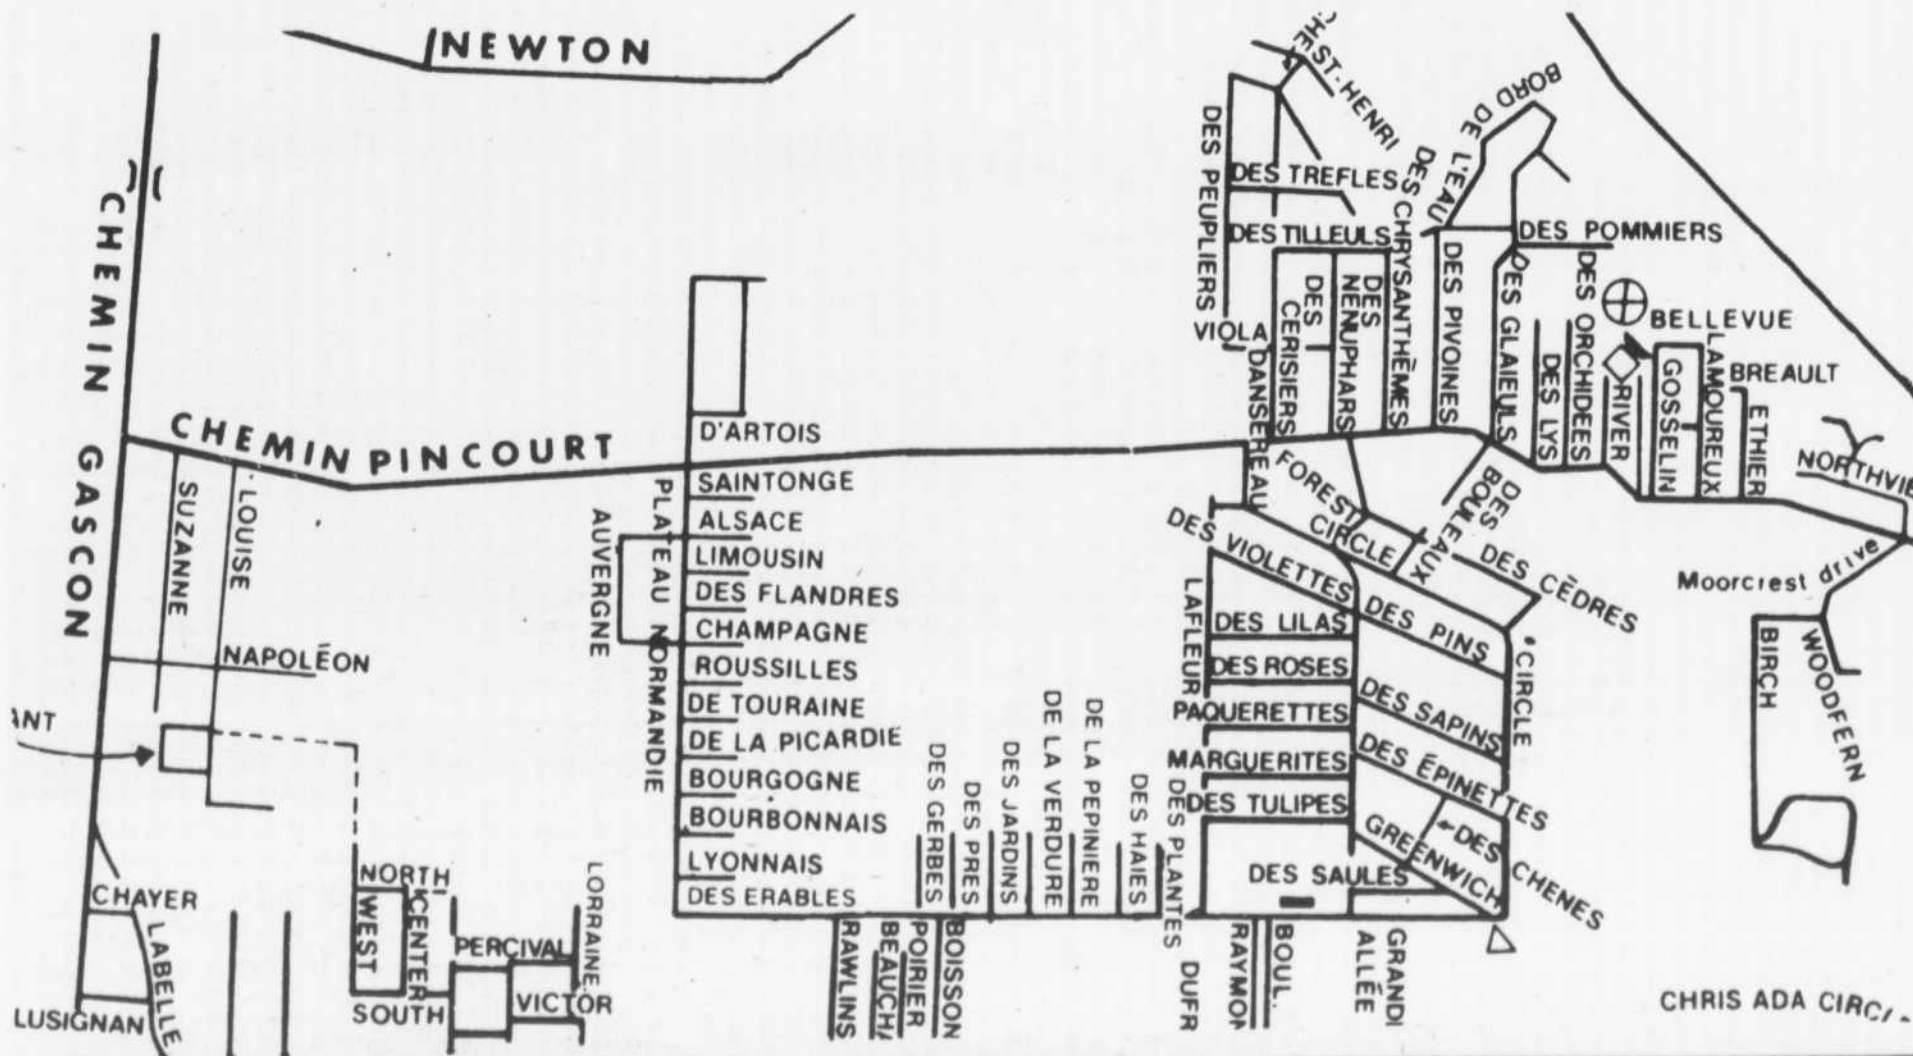 NEWTON
CHEMIN GASCON
CHEMIN PINCOURT
SUZANNE
LOUISE
NAPOLÉON
CHAYER
LABELLE
LUSIGNAN
NORTH
WEST
CENTER
SOUTH
PERCIVAL
VICTOR
LORRAINE
AUVERGNE
PLATEAU NORMANDIE
D'ARTOIS
SAINTONGE
ALSACE
LIMOUSIN
DES FLANDRES
CHAMPAGNE
ROUSSILLES
DE TOURAINE
DE LA PICARDIE
BOURGOGNE
BOURBONNAIS
LYONNAIS
DES ERABLES
RAWLINS
POIRIER
BOISSON
DES GERBES
DES PRES
DES JARDINS
DE LA VERDURE
DE LA PEPINIERE
DES HAIES
DES PLANTES
ST-HENRI
DES PEUPLIERS
DES TREFLES
DES TILLEULS
VIOLA
DANSEREAU
DES CERISIERS
DES NENUPHARS
DES CHRYSANTHÈMES
BORD DE L'EAU
DES PIVOINES
DES POMMIERS
DES GLAIEULS
DES LYS
DES ORCHIDEES
BELLEVUE
RIVER
GOSSELIN
LAMOUREUX
BREAULT
ETHIER
Moorcrest drive
BIRCH
WOODFERN
FOREST CIRCLE
DES BOULEAUX
DES CÈDRES
DES VIOLETTES
DES PINS
LAFLEUR
DES LILAS
DES ROSES
PAQUERETTES
MARGUERITES
DES TULIPES
DES SAPINS
CIRCLE
DES ÉPINETTES
GREENWICH
DES CHENES
DES SAULES
BOUL.
ALLÉE
CHRIS ADA